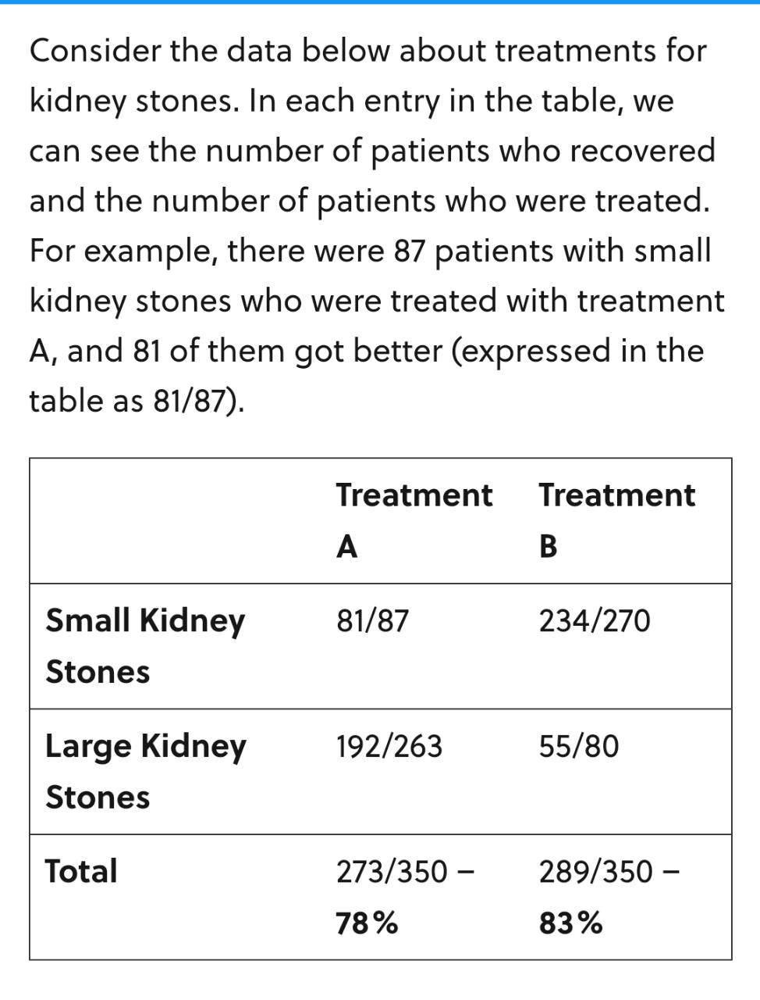 Consider the data below about treatments for
kidney stones. In each entry in the table, we
can see the number of patients who recovered
and the number of patients who were treated.
For example, there were 87 patients with small
kidney stones who were treated with treatment
A, and 81 of them got better (expressed in the
table as 81/87).
Treatment A Treatment B
Small Kidney Stones 81/87 234/270
Large Kidney Stones 192/263 55/80
Total 273/350 – 78% 289/350 – 83%